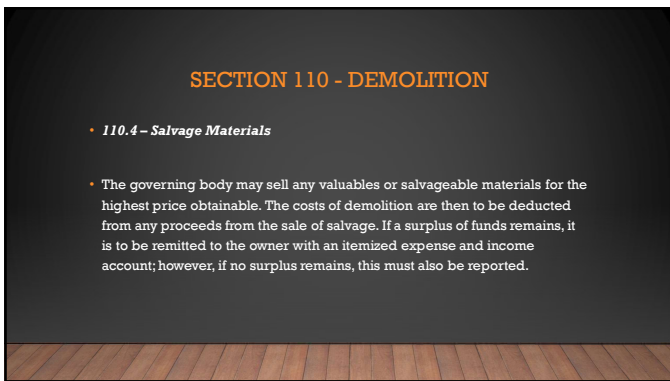 SECTION 110 - DEMOLITION
• 110.4 – Salvage Materials
• The governing body may sell any valuables or salvageable materials for the
highest price obtainable. The costs of demolition are then to be deducted
from any proceeds from the sale of salvage. If a surplus of funds remains, it
is to be remitted to the owner with an itemized expense and income
account; however, if no surplus remains, this must also be reported.